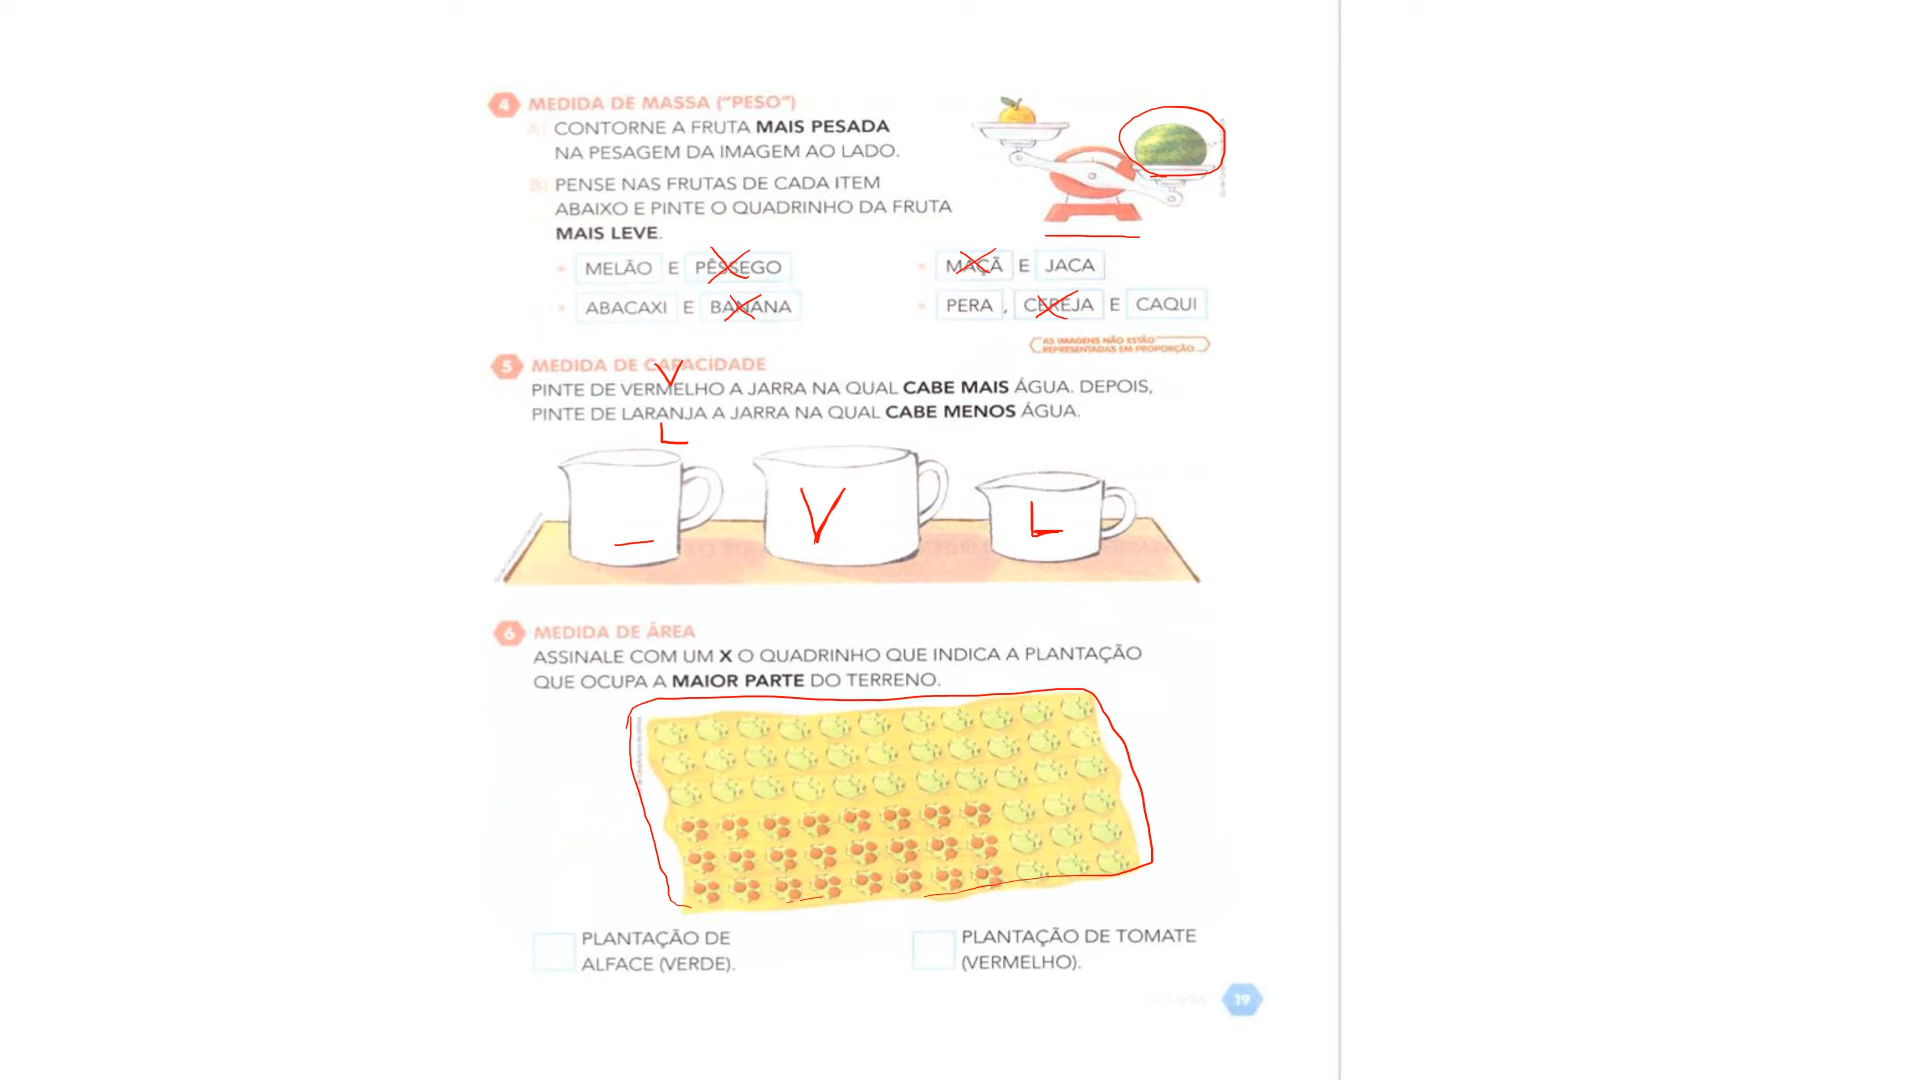 4 MEDIDA DE MASSA ("PESO")
A) CONTORNE A FRUTA MAIS PESADA
NA PESAGEM DA IMAGEM AO LADO.
B) PENSE NAS FRUTAS DE CADA ITEM
ABAIXO E PINTE O QUADRINHO DA FRUTA
MAIS LEVE.
• MELÃO E PÊSSEGO
• ABACAXI E BANANA
• MAÇÃ E JACA
• PERA , CEREJA E CAQUI
AS IMAGENS NÃO ESTÃO
REPRESENTADAS EM PROPORÇÃO
5 MEDIDA DE CAPACIDADE
V
PINTE DE VERMELHO A JARRA NA QUAL CABE MAIS ÁGUA. DEPOIS,
PINTE DE LARANJA A JARRA NA QUAL CABE MENOS ÁGUA.
L
V
L
6 MEDIDA DE ÁREA
ASSINALE COM UM X O QUADRINHO QUE INDICA A PLANTAÇÃO
QUE OCUPA A MAIOR PARTE DO TERRENO.
PLANTAÇÃO DE
ALFACE (VERDE).
PLANTAÇÃO DE TOMATE
(VERMELHO).
19